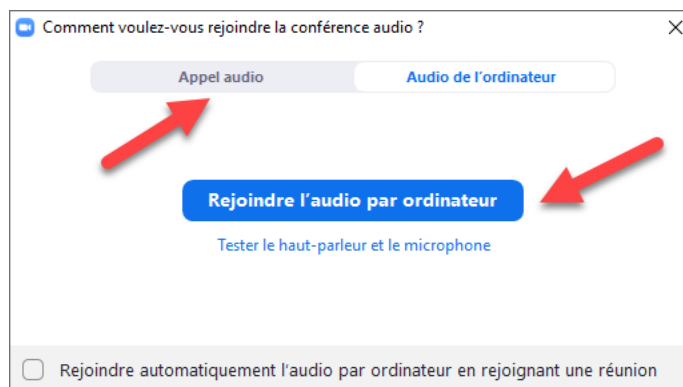 Comment voulez-vous rejoindre la conférence audio ?
Appel audio
Audio de l'ordinateur
Rejoindre l'audio par ordinateur
Tester le haut-parleur et le microphone
Rejoindre automatiquement l'audio par ordinateur en rejoignant une réunion